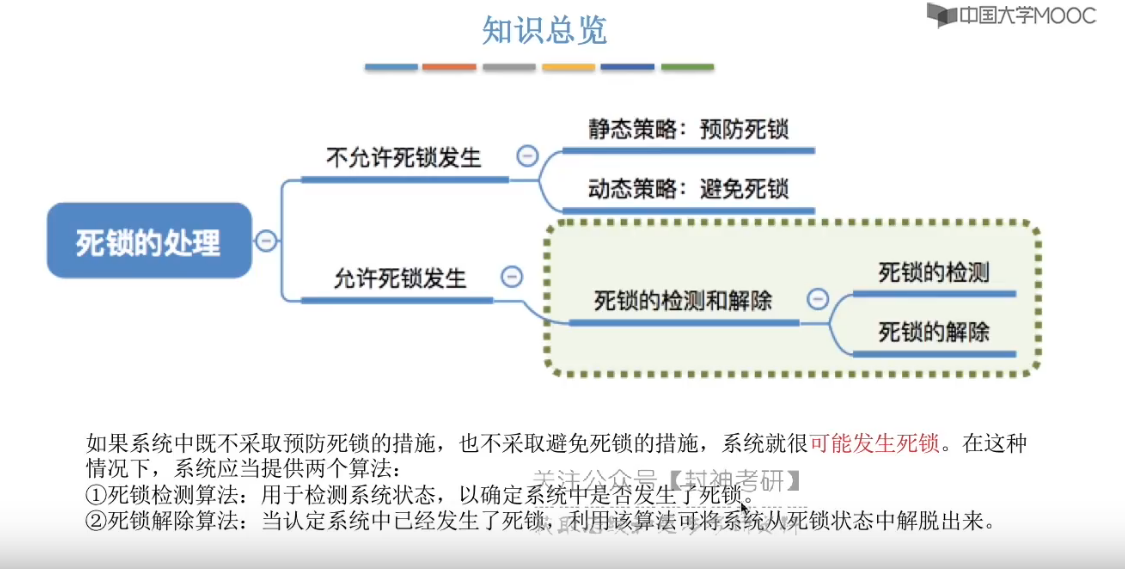 中国大学MOOC
知识总览
静态策略：预防死锁
不允许死锁发生
动态策略：避免死锁
死锁的处理
允许死锁发生
死锁的检测和解除
死锁的检测
死锁的解除
如果系统中既不采取预防死锁的措施，也不采取避免死锁的措施，系统就很可能发生死锁。在这种
情况下，系统应当提供两个算法：
关注公众号【封神考研】
①死锁检测算法：用于检测系统状态，以确定系统中是否发生了死锁。
②死锁解除算法：当认定系统中已经发生了死锁，利用该算法可将系统从死锁状态中解脱出来。